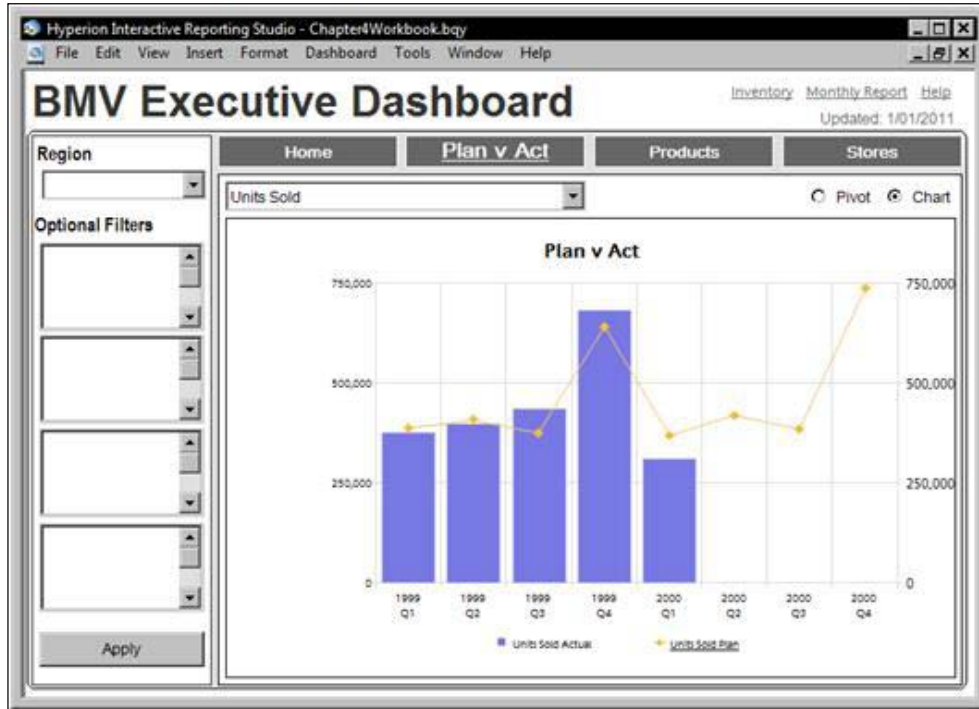 Hyperion Interactive Reporting Studio - Chapter4Workbook.bqy
File Edit View Insert Format Dashboard Tools Window Help
BMV Executive Dashboard
Inventory Monthly Report Help
Updated: 1/01/2011
Region
Optional Filters
Apply
Home Plan v Act Products Stores
Units Sold
Pivot Chart
Plan v Act
750,000 750,000
500,000 500,000
250,000 250,000
0 0
1999 1999 1999 1999 2000 2000 2000 2000
Q1 Q2 Q3 Q4 Q1 Q2 Q3 Q4
Units Sold Actual Units Sold Plan